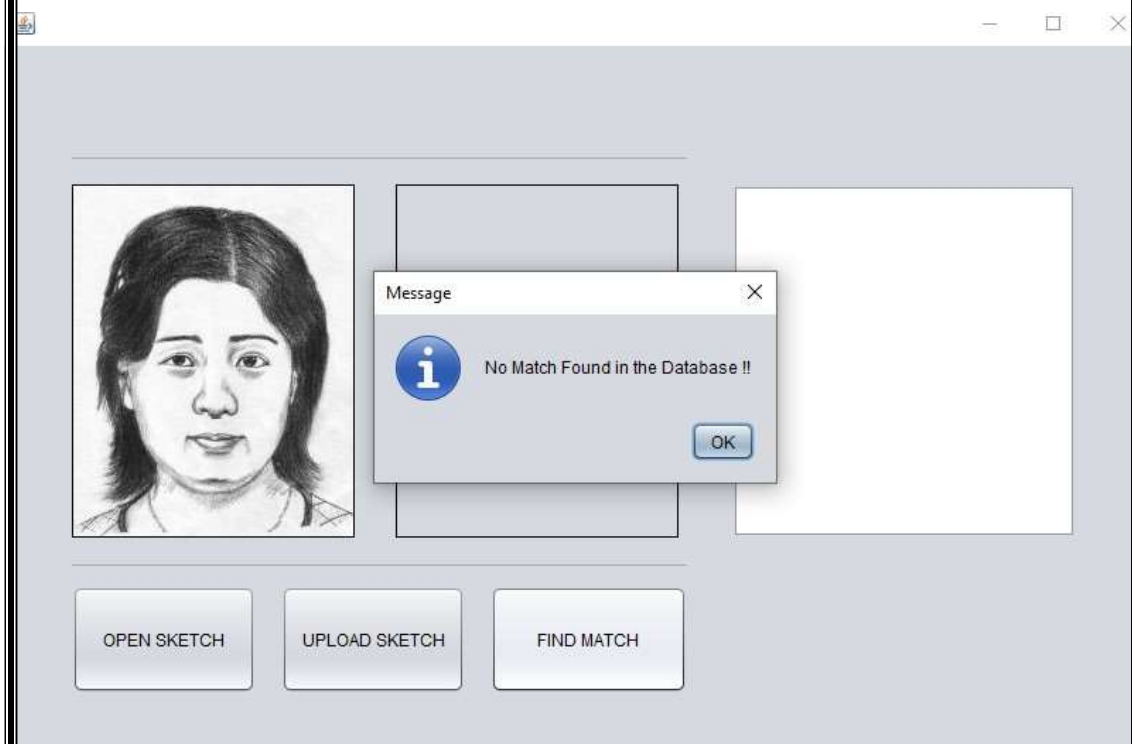 Message
No Match Found in the Database !!
OK
OPEN SKETCH
UPLOAD SKETCH
FIND MATCH